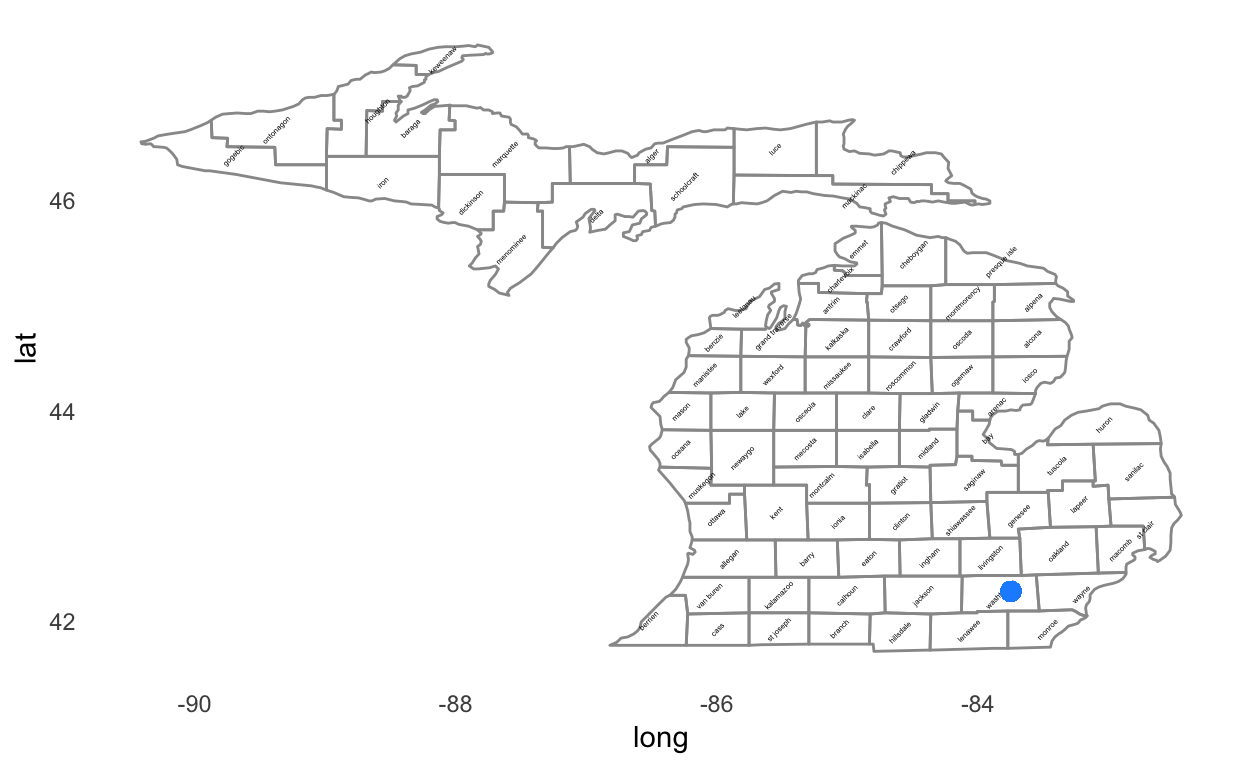 keweenaw
houghton
ontonagon
baraga
gogebic
marquette
alger
luce
chippewa
iron
dickinson
schoolcraft
mackinac
delta
menominee
46
emmet
cheboygan
presque isle
charlevoix
leelanau
antrim
otsego
montmorency
alpena
benzie
grand traverse
kalkaska
crawford
oscoda
alcona
lat
manistee
wexford
missaukee
roscommon
ogemaw
iosco
44
mason
lake
osceola
clare
gladwin
arenac
huron
oceana
newaygo
mecosta
isabella
midland
bay
tuscola
sanilac
muskegon
montcalm
gratiot
saginaw
ottawa
kent
ionia
clinton
shiawassee
genesee
lapeer
st clair
allegan
barry
eaton
ingham
livingston
oakland
macomb
van buren
kalamazoo
calhoun
jackson
wash
wayne
42
berrien
cass
st joseph
branch
hillsdale
lenawee
monroe
-90 -88 -86 -84
long